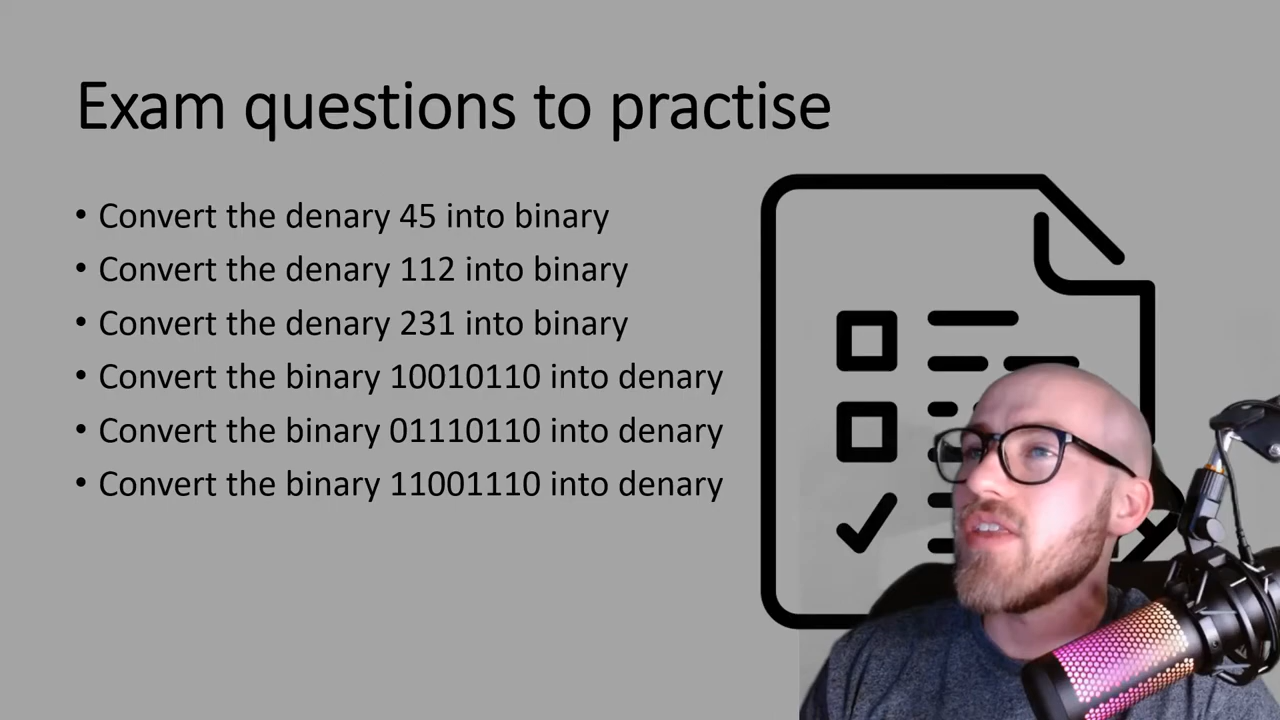 Exam questions to practise
• Convert the denary 45 into binary
• Convert the denary 112 into binary
• Convert the denary 231 into binary
• Convert the binary 10010110 into denary
• Convert the binary 01110110 into denary
• Convert the binary 11001110 into denary